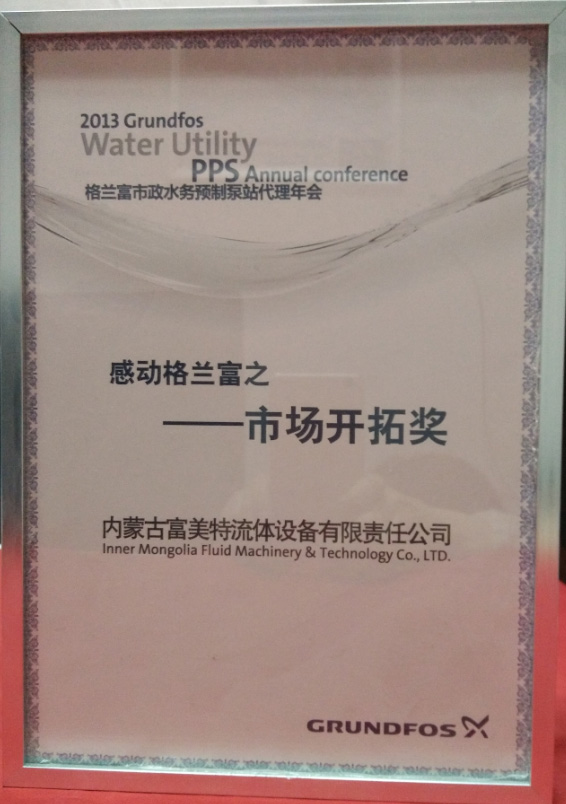 2013 Grundfos
Water Utility
PPS Annual conference
格兰富市政水务预制泵站代理年会
感动格兰富之
——市场开拓奖
内蒙古富美特流体设备有限责任公司
Inner Mongolia Fluid Machinery & Technology Co., LTD.
GRUNDFOS